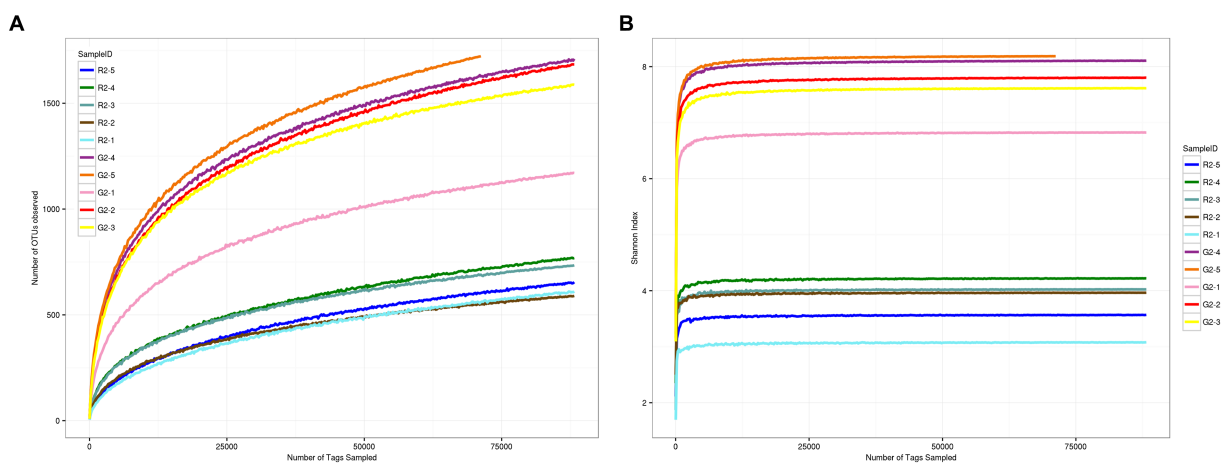 A
SampleID
R2-5
R2-4
R2-3
R2-2
R2-1
G2-4
G2-5
G2-1
G2-2
G2-3
Number of OTUs observed
1500
1000
500
0
0
25000
50000
75000
Number of Tags Sampled
B
Shannon Index
8
6
4
2
0
25000
50000
75000
Number of Tags Sampled
SampleID
R2-5
R2-4
R2-3
R2-2
R2-1
G2-4
G2-5
G2-1
G2-2
G2-3